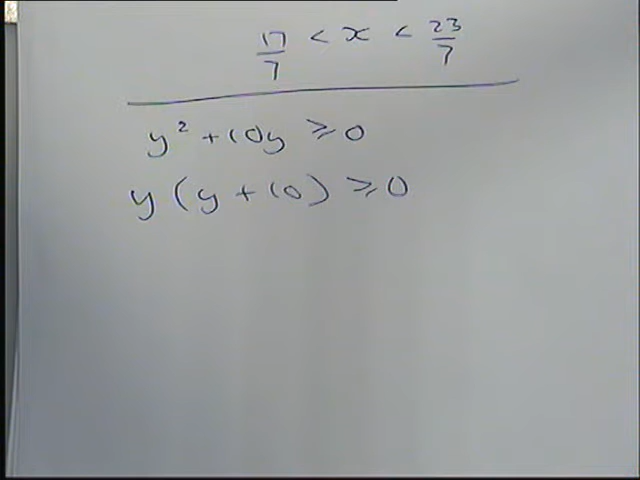 17/7 < x < 23/7
y² + 10y ⩾ 0
y (y + 10) ⩾ 0